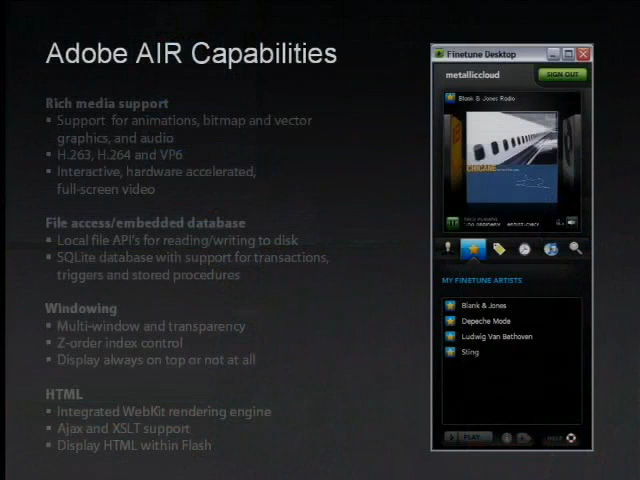 Adobe AIR Capabilities
Rich media support
▪ Support for animations, bitmap and vector
graphics, and audio
▪ H.263, H.264 and VP6
▪ Interactive, hardware accelerated,
full-screen video
File access/embedded database
▪ Local file API's for reading/writing to disk
▪ SQLite database with support for transactions,
triggers and stored procedures
Windowing
▪ Multi-window and transparency
▪ Z-order index control
▪ Display always on top or not at all
HTML
▪ Integrated WebKit rendering engine
▪ Ajax and XSLT support
▪ Display HTML within Flash
Finetune Desktop
metalliccloud
SIGN OUT
Blank & Jones Radio
CHICANE
MY FINETUNE ARTISTS
Blank & Jones
Depeche Mode
Ludwig Van Bethoven
Sting
PLAY
HELP